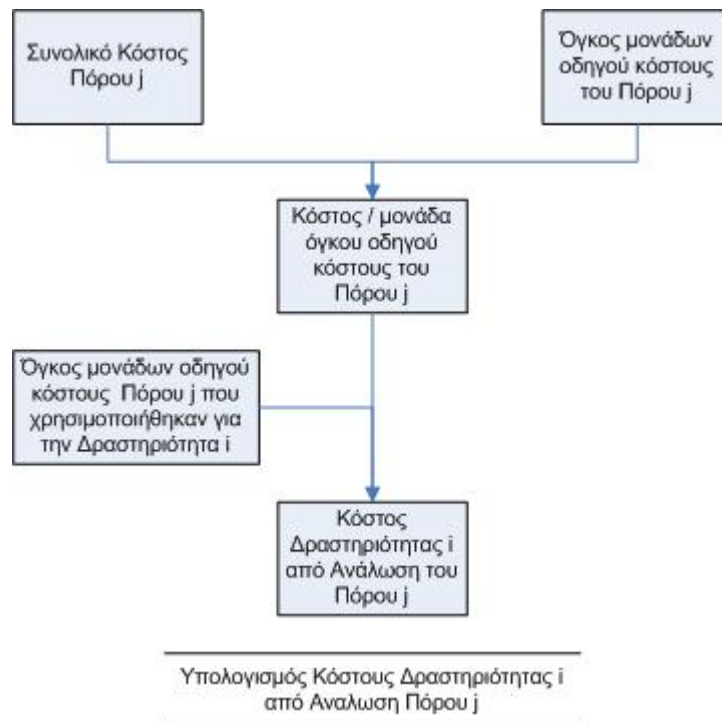 Συνολικό Κόστος
Πόρου j
Όγκος μονάδων
οδηγού κόστους
του Πόρου j
Κόστος / μονάδα
όγκου οδηγού
κόστους του
Πόρου j
Όγκος μονάδων οδηγού
κόστους Πόρου j που
χρησιμοποιήθηκαν για
την Δραστηριότητα i
Κόστος
Δραστηριότητας i
από Ανάλωση του
Πόρου j
Υπολογισμός Κόστους Δραστηριότητας i
από Αναλωση Πόρου j